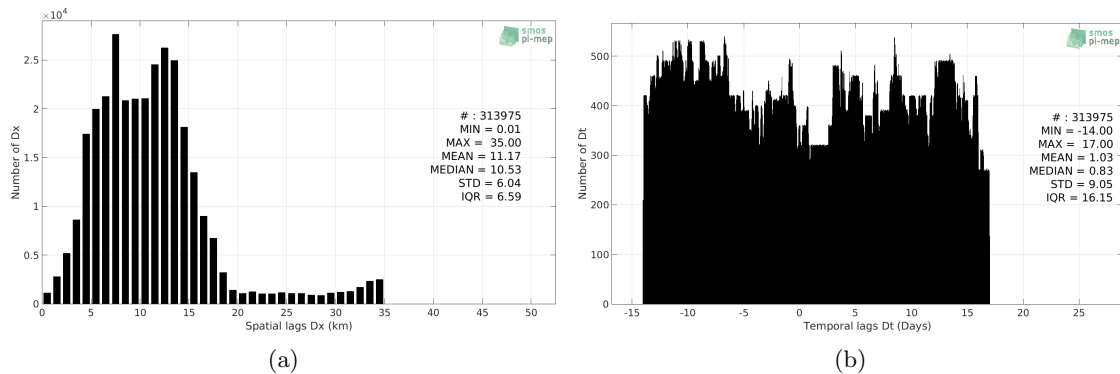 ×10⁴
2.5
2
1.5
1
0.5
0
Number of Dx
0 5 10 15 20 25 30 35 40 45 50
Spatial lags Dx (km)
smos
pi-mep
# : 313975
MIN = 0.01
MAX = 35.00
MEAN = 11.17
MEDIAN = 10.53
STD = 6.04
IQR = 6.59
(a)
500
400
300
200
100
0
Number of Dt
-15 -10 -5 0 5 10 15 20 25
Temporal lags Dt (Days)
smos
pi-mep
# : 313975
MIN = -14.00
MAX = 17.00
MEAN = 1.03
MEDIAN = 0.83
STD = 9.05
IQR = 16.15
(b)